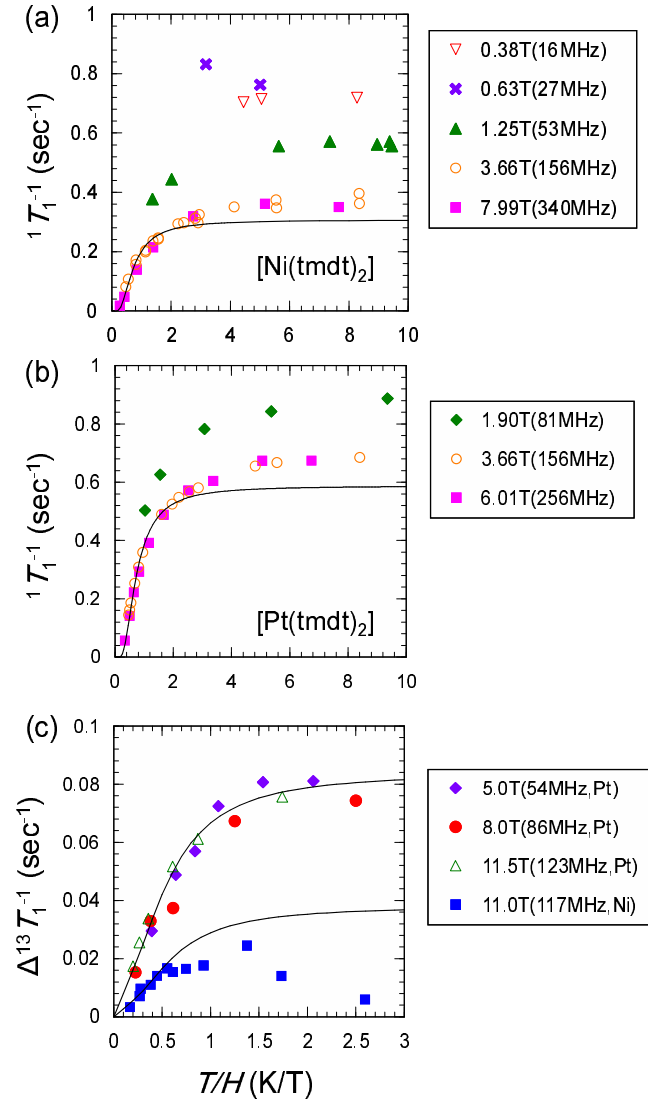 (a)
1
0.8
0.6
0.4
0.2
0
¹T₁⁻¹ (sec⁻¹)
[Ni(tmdt)₂]
0 2 4 6 8 10
0.38T(16MHz)
0.63T(27MHz)
1.25T(53MHz)
3.66T(156MHz)
7.99T(340MHz)
(b)
1
0.8
0.6
0.4
0.2
0
¹T₁⁻¹ (sec⁻¹)
[Pt(tmdt)₂]
0 2 4 6 8 10
1.90T(81MHz)
3.66T(156MHz)
6.01T(256MHz)
(c)
0.1
0.08
0.06
0.04
0.02
0
Δ¹³T₁⁻¹ (sec⁻¹)
0 0.5 1 1.5 2 2.5 3
T/H (K/T)
5.0T(54MHz,Pt)
8.0T(86MHz,Pt)
11.5T(123MHz,Pt)
11.0T(117MHz,Ni)